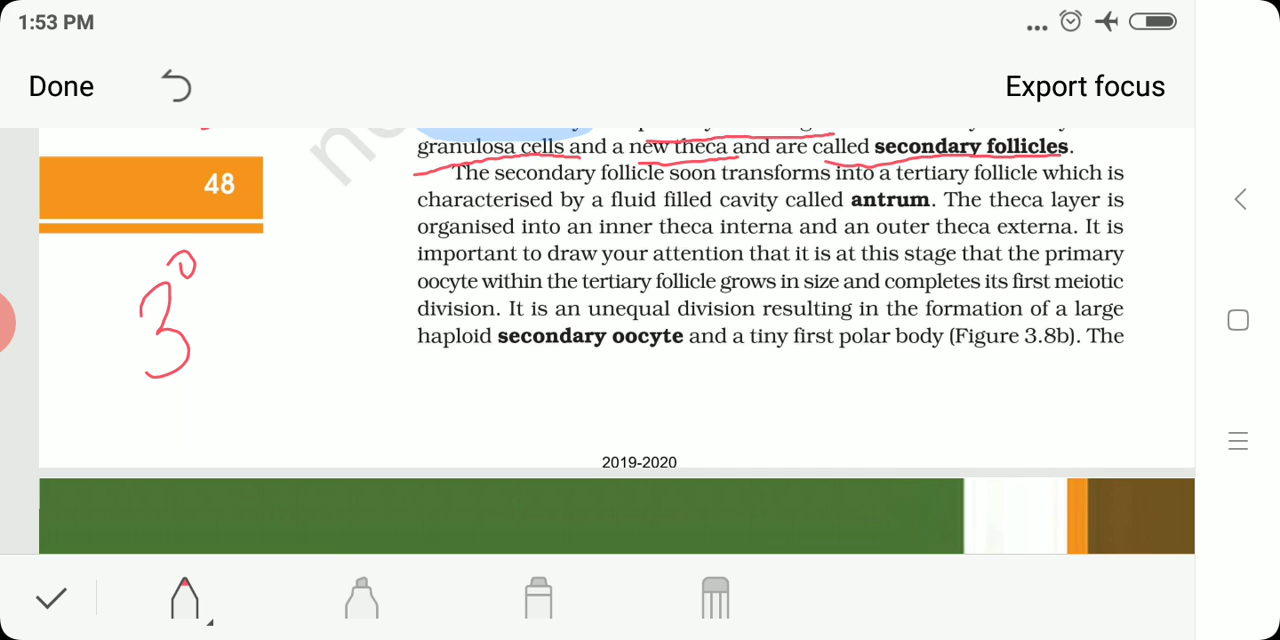 1:53 PM
Done
Export focus
granulosa cells and a new theca and are called secondary follicles.
48
The secondary follicle soon transforms into a tertiary follicle which is
characterised by a fluid filled cavity called antrum. The theca layer is
organised into an inner theca interna and an outer theca externa. It is
important to draw your attention that it is at this stage that the primary
oocyte within the tertiary follicle grows in size and completes its first meiotic
division. It is an unequal division resulting in the formation of a large
haploid secondary oocyte and a tiny first polar body (Figure 3.8b). The
3°
2019-2020